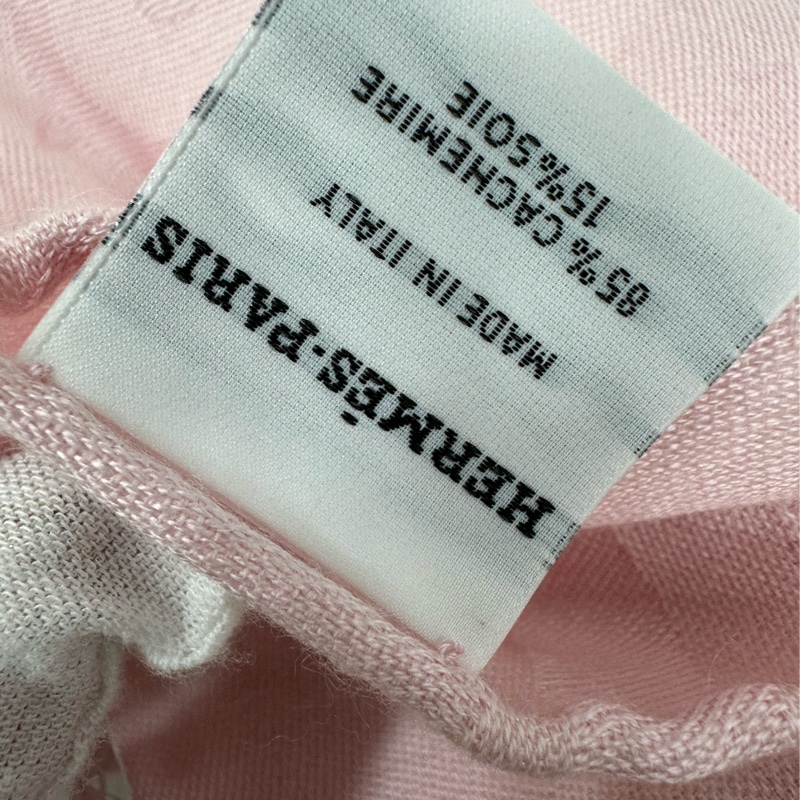 HERMÈS·PARIS
MADE IN ITALY
85% CACHEMIRE
15% SOIE